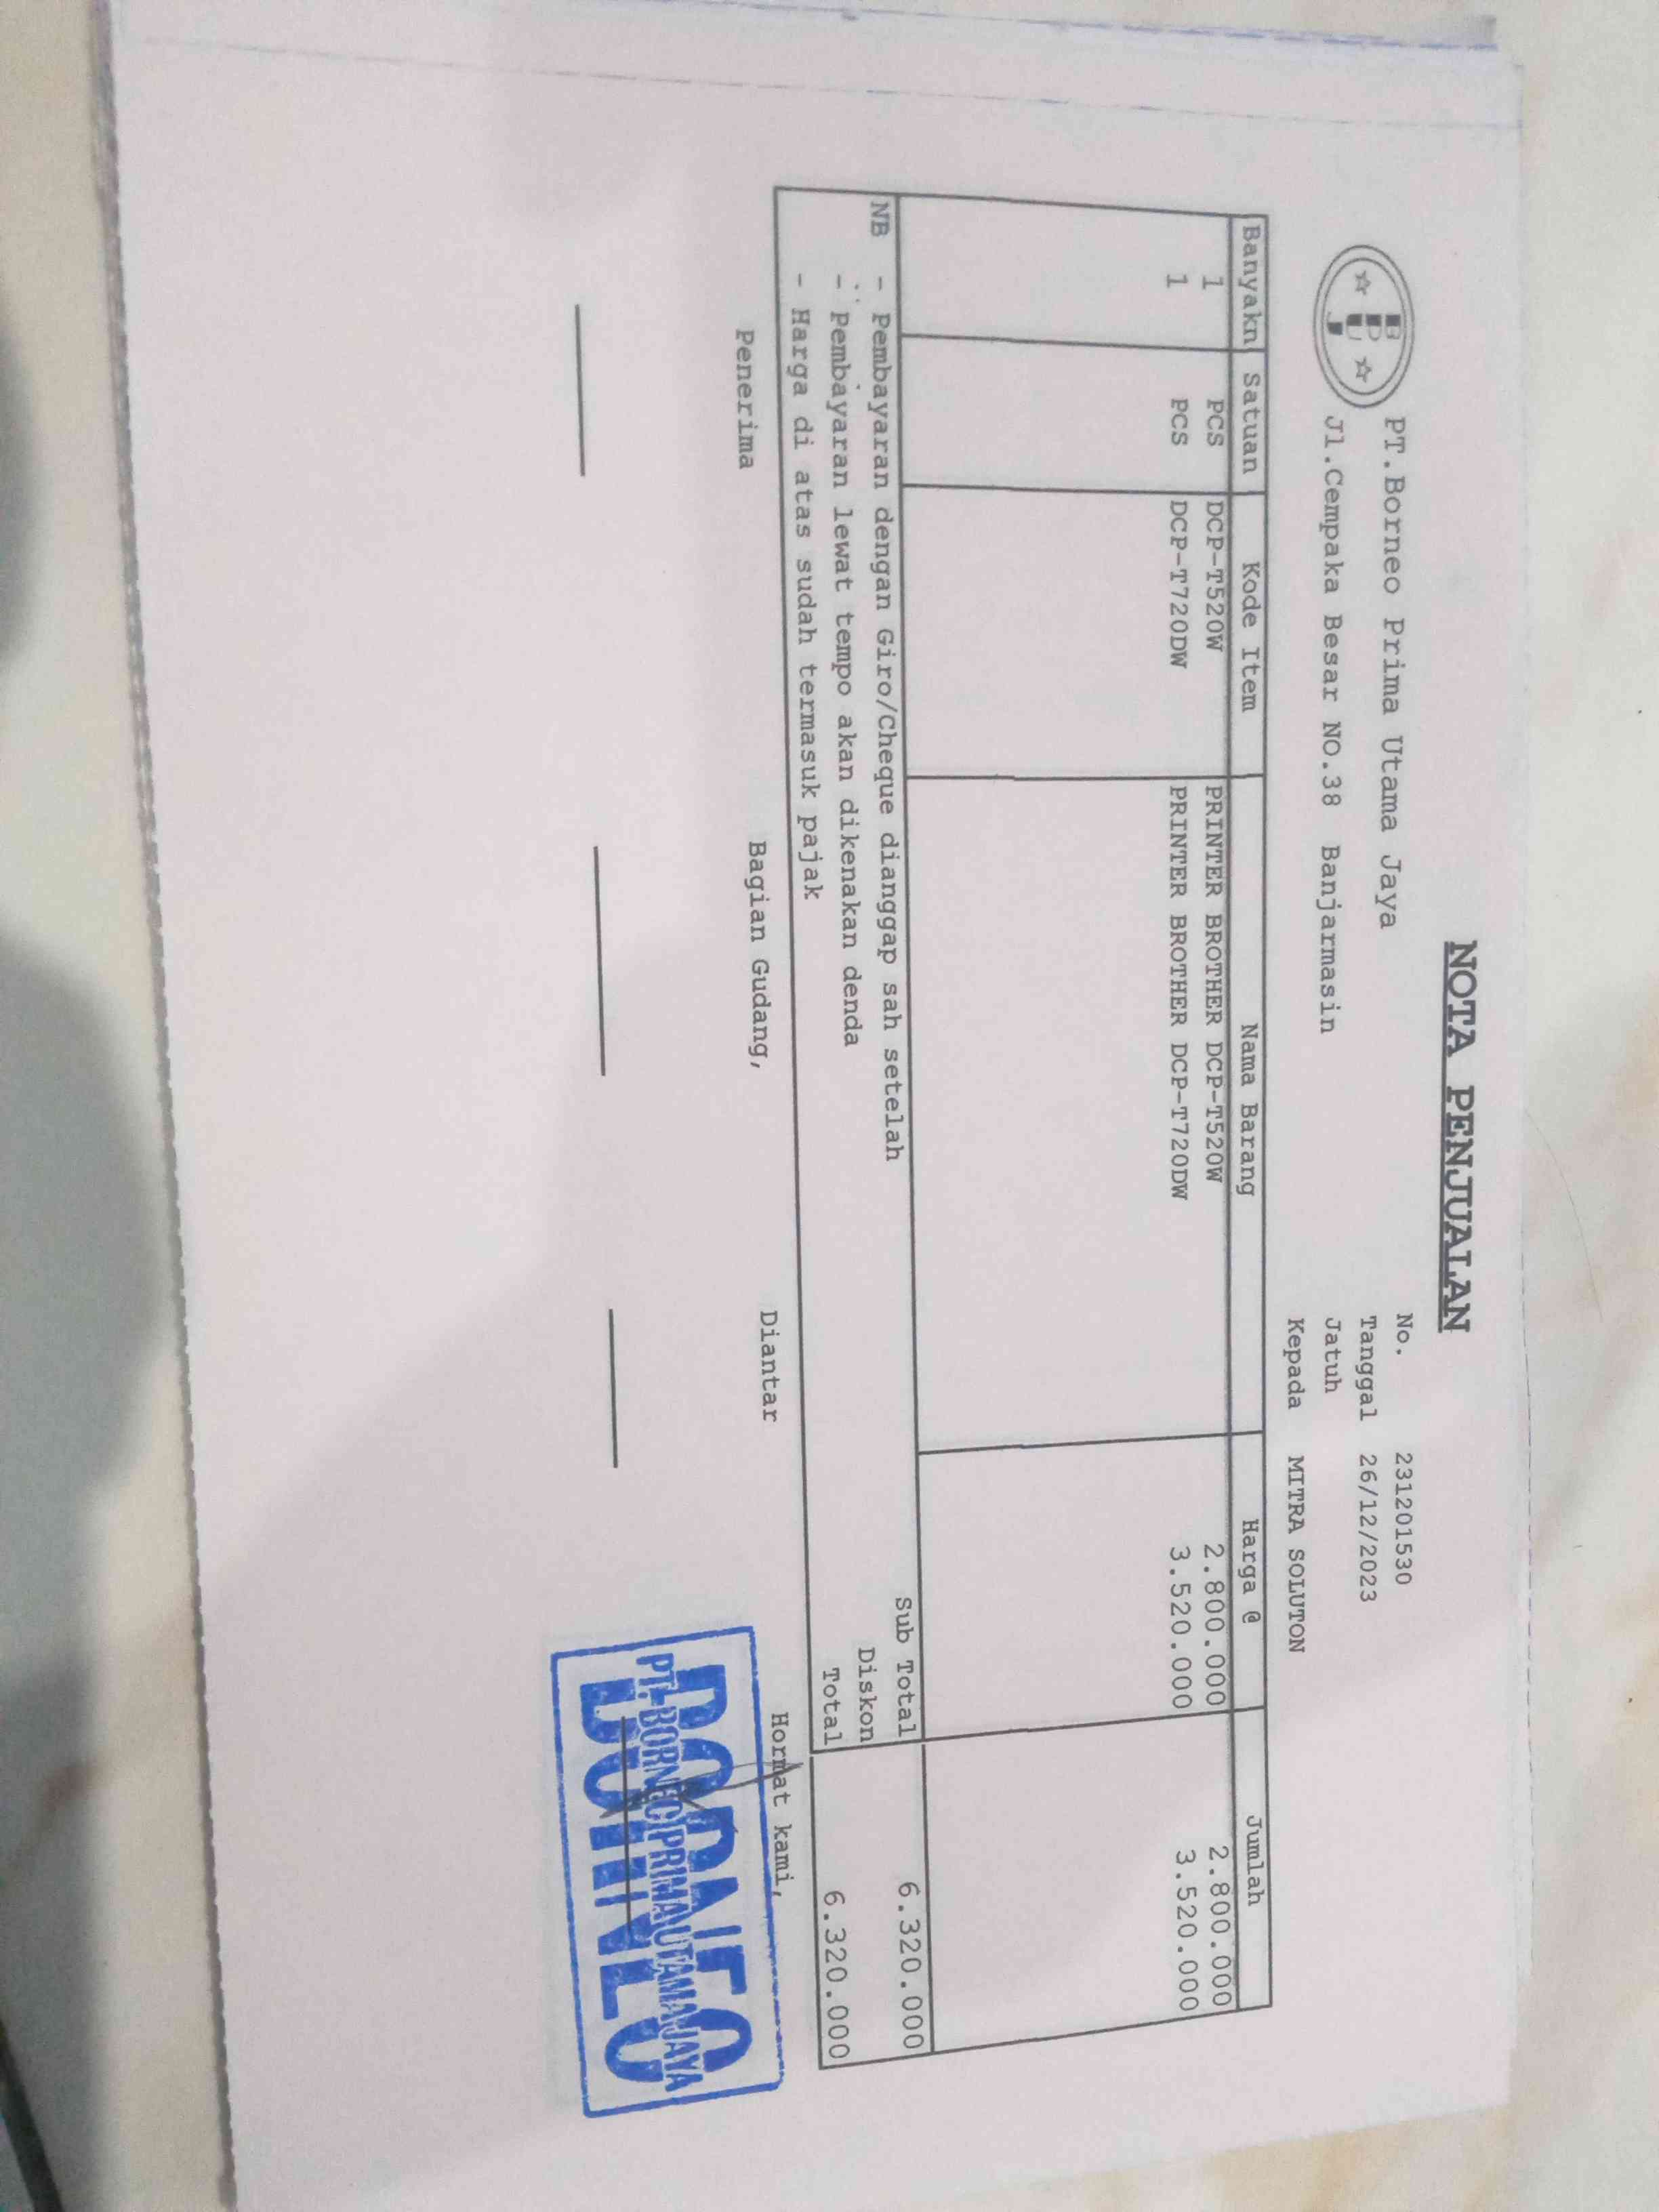 NOTA PENJUALAN
BPU
J
PT.Borneo Prima Utama Jaya
Jl.Cempaka Besar NO.38 Banjarmasin
No. 231201530
Tanggal 26/12/2023
Jatuh
Kepada MITRA SOLUTON
Banyakn Satuan Kode Item Nama Barang Harga @ Jumlah
1 PCS DCP-T520W PRINTER BROTHER DCP-T520W 2.800.000 2.800.000
1 PCS DCP-T720DW PRINTER BROTHER DCP-T720DW 3.520.000 3.520.000
NB - Pembayaran dengan Giro/Cheque dianggap sah setelah
- Pembayaran lewat tempo akan dikenakan denda
- Harga di atas sudah termasuk pajak
Sub Total 6.320.000
Diskon
Total 6.320.000
Penerima Bagian Gudang, Diantar Hormat kami,
BORNEO
PT. BORNEO PRIMA UTAMA JAYA